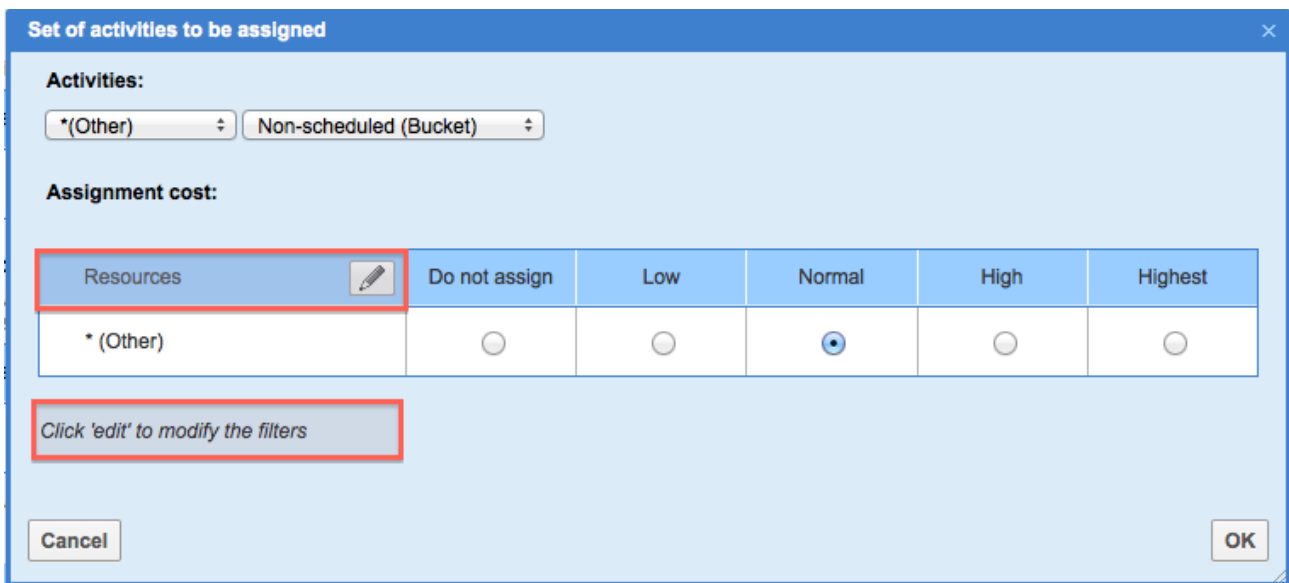 Set of activities to be assigned ×
Activities:
*(Other) Non-scheduled (Bucket)
Assignment cost:
Resources Do not assign Low Normal High Highest
* (Other)
Click 'edit' to modify the filters
Cancel OK